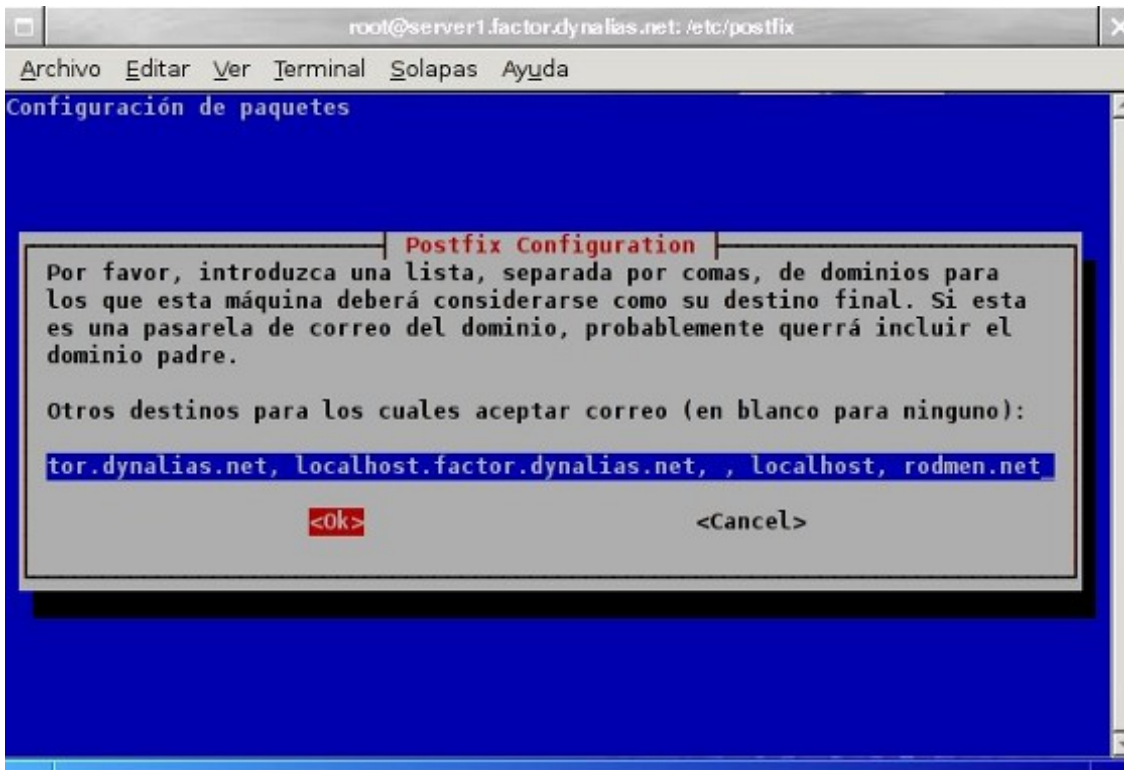 root@server1.factor.dynalias.net: /etc/postfix
Archivo Editar Ver Terminal Solapas Ayuda
Configuración de paquetes
Postfix Configuration
Por favor, introduzca una lista, separada por comas, de dominios para
los que esta máquina deberá considerarse como su destino final. Si esta
es una pasarela de correo del dominio, probablemente querrá incluir el
dominio padre.
Otros destinos para los cuales aceptar correo (en blanco para ninguno):
tor.dynalias.net, localhost.factor.dynalias.net, , localhost, rodmen.net_
<Ok> <Cancel>